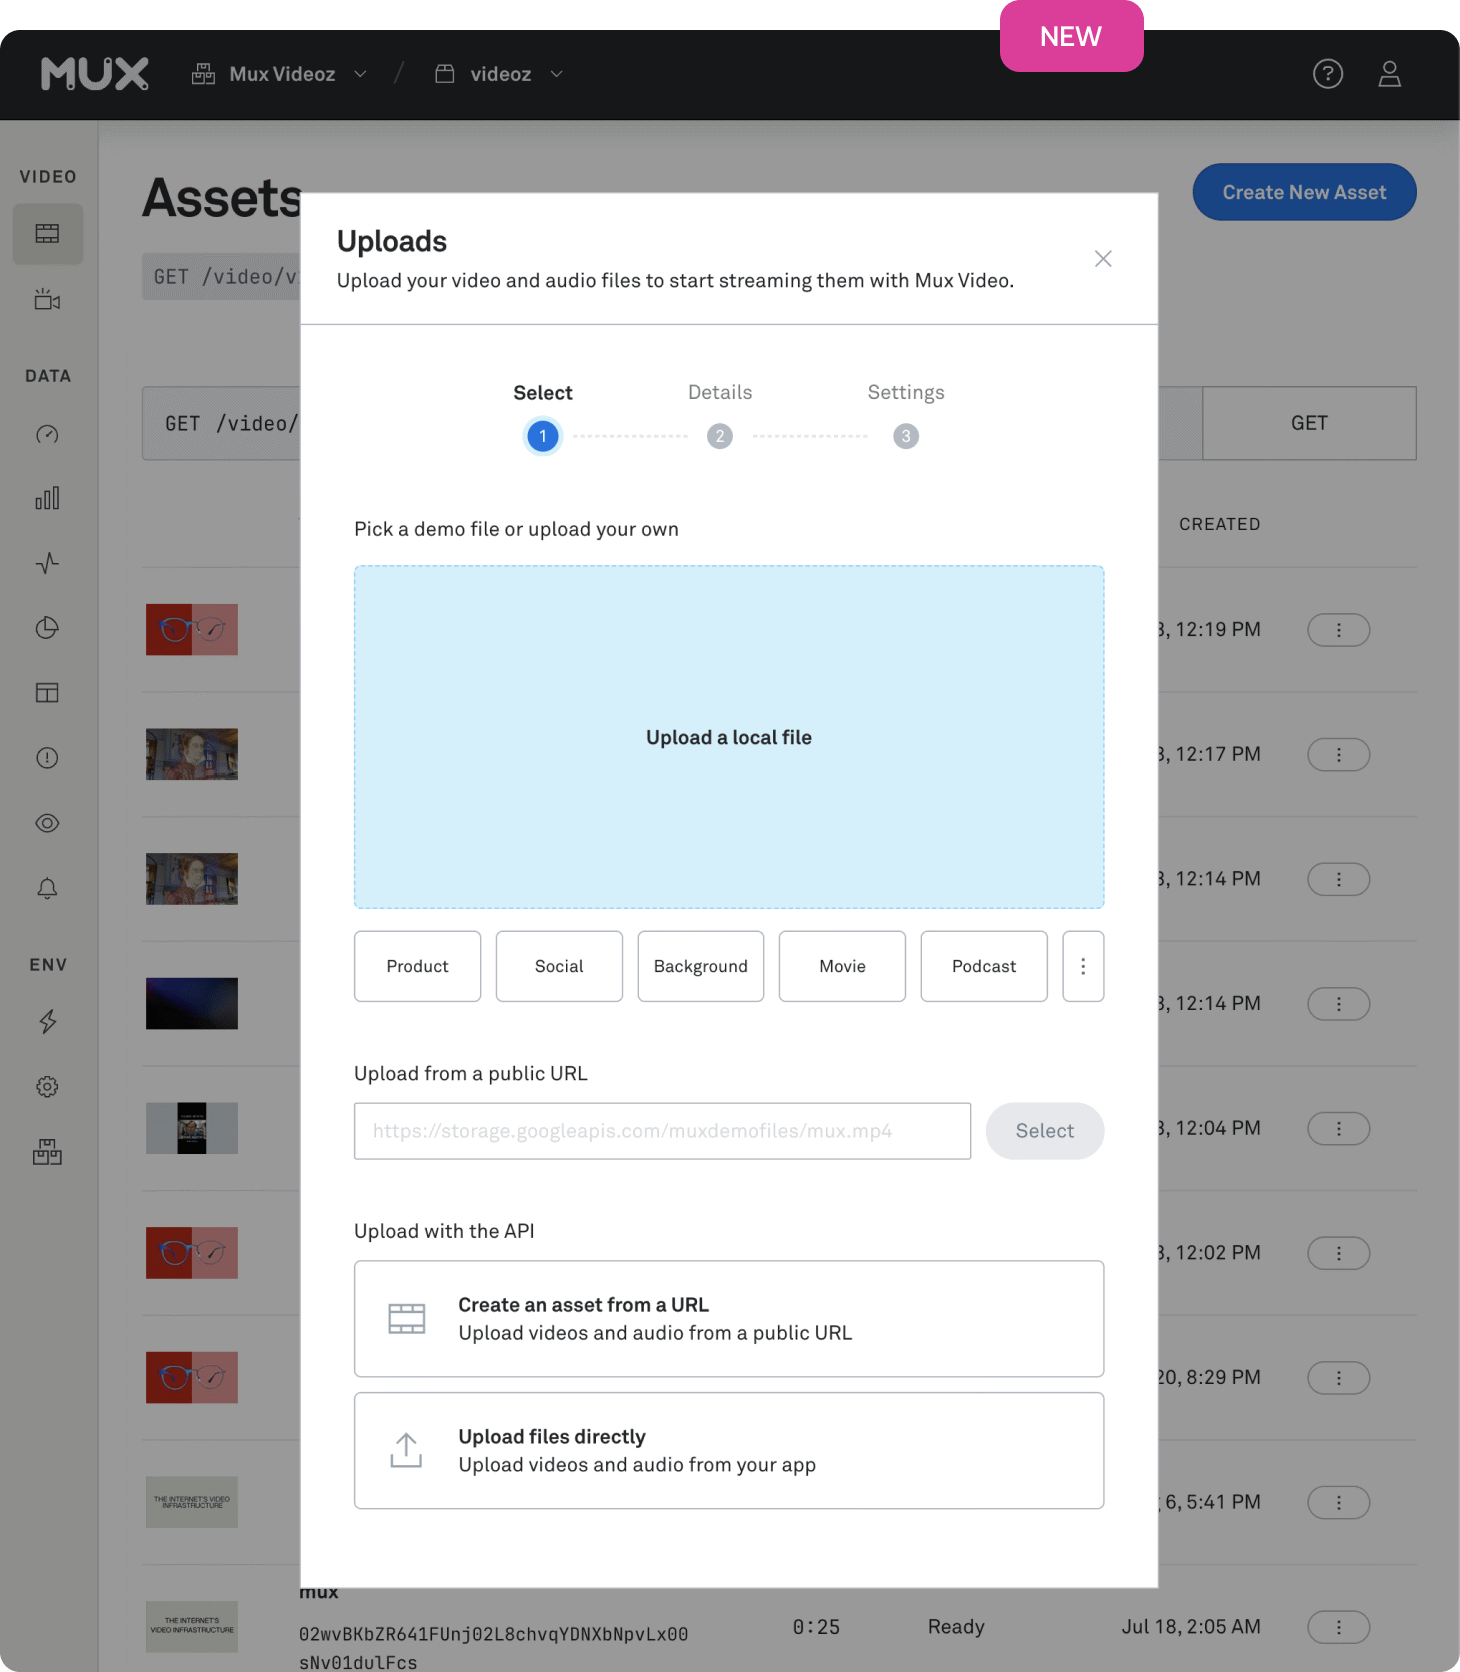 NEW
MUX
Mux Videoz
/
videoz
?
VIDEO
DATA
ENV
Assets
Create New Asset
GET /video/v
GET /video/
GET
CREATED
Uploads
Upload your video and audio files to start streaming them with Mux Video.
Select
Details
Settings
1
2
3
Pick a demo file or upload your own
Upload a local file
Product
Social
Background
Movie
Podcast
Upload from a public URL
https://storage.googleapis.com/muxdemofiles/mux.mp4
Select
Upload with the API
Create an asset from a URL
Upload videos and audio from a public URL
Upload files directly
Upload videos and audio from your app
3, 12:19 PM
3, 12:17 PM
3, 12:14 PM
3, 12:14 PM
3, 12:04 PM
3, 12:02 PM
20, 8:29 PM
THE INTERNET'S VIDEO
INFRASTRUCTURE
6, 5:41 PM
THE INTERNET'S
VIDEO INFRASTRUCTURE
mux
02wvBKbZR641FUnj02L8chvqYDNXbNpvLx00
sNv01dulFcs
0:25
Ready
Jul 18, 2:05 AM